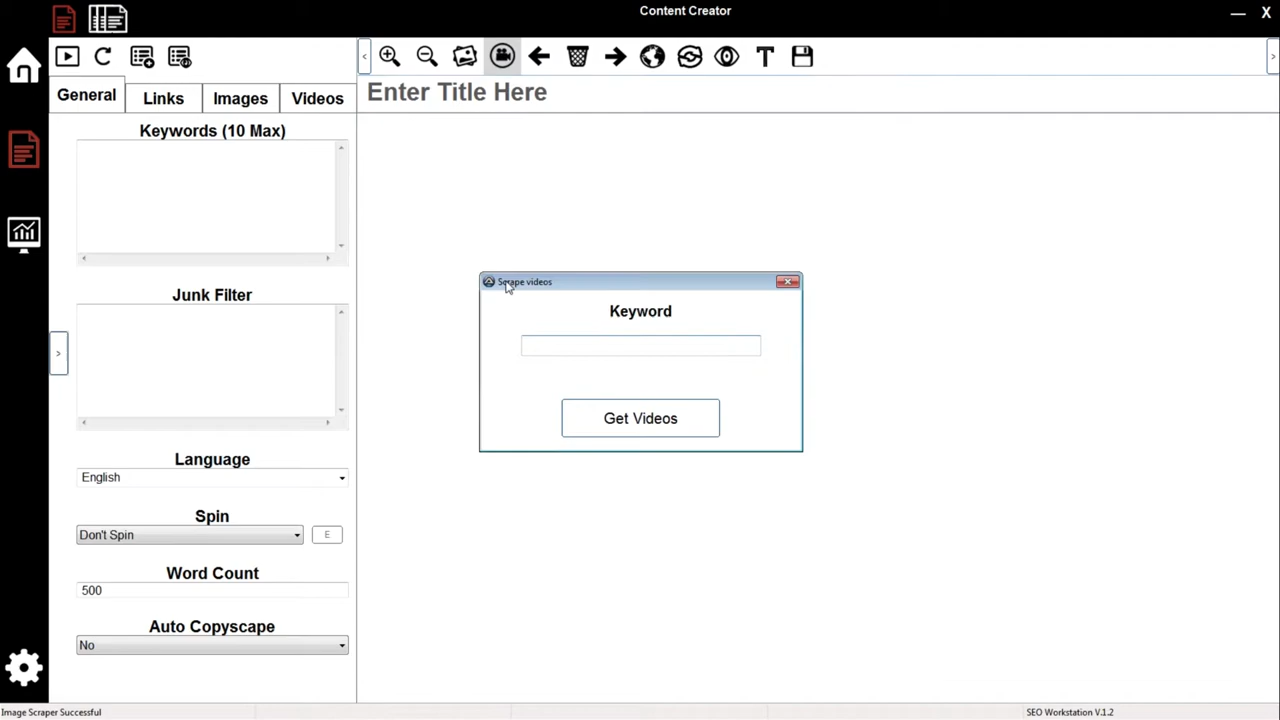 Content Creator
X
General
Links
Images
Videos
Enter Title Here
Keywords (10 Max)
Junk Filter
Language
English
Spin
Don't Spin
E
Word Count
500
Auto Copyscape
No
Scrape videos
Keyword
Get Videos
Image Scraper Successful
SEO Workstation V.1.2